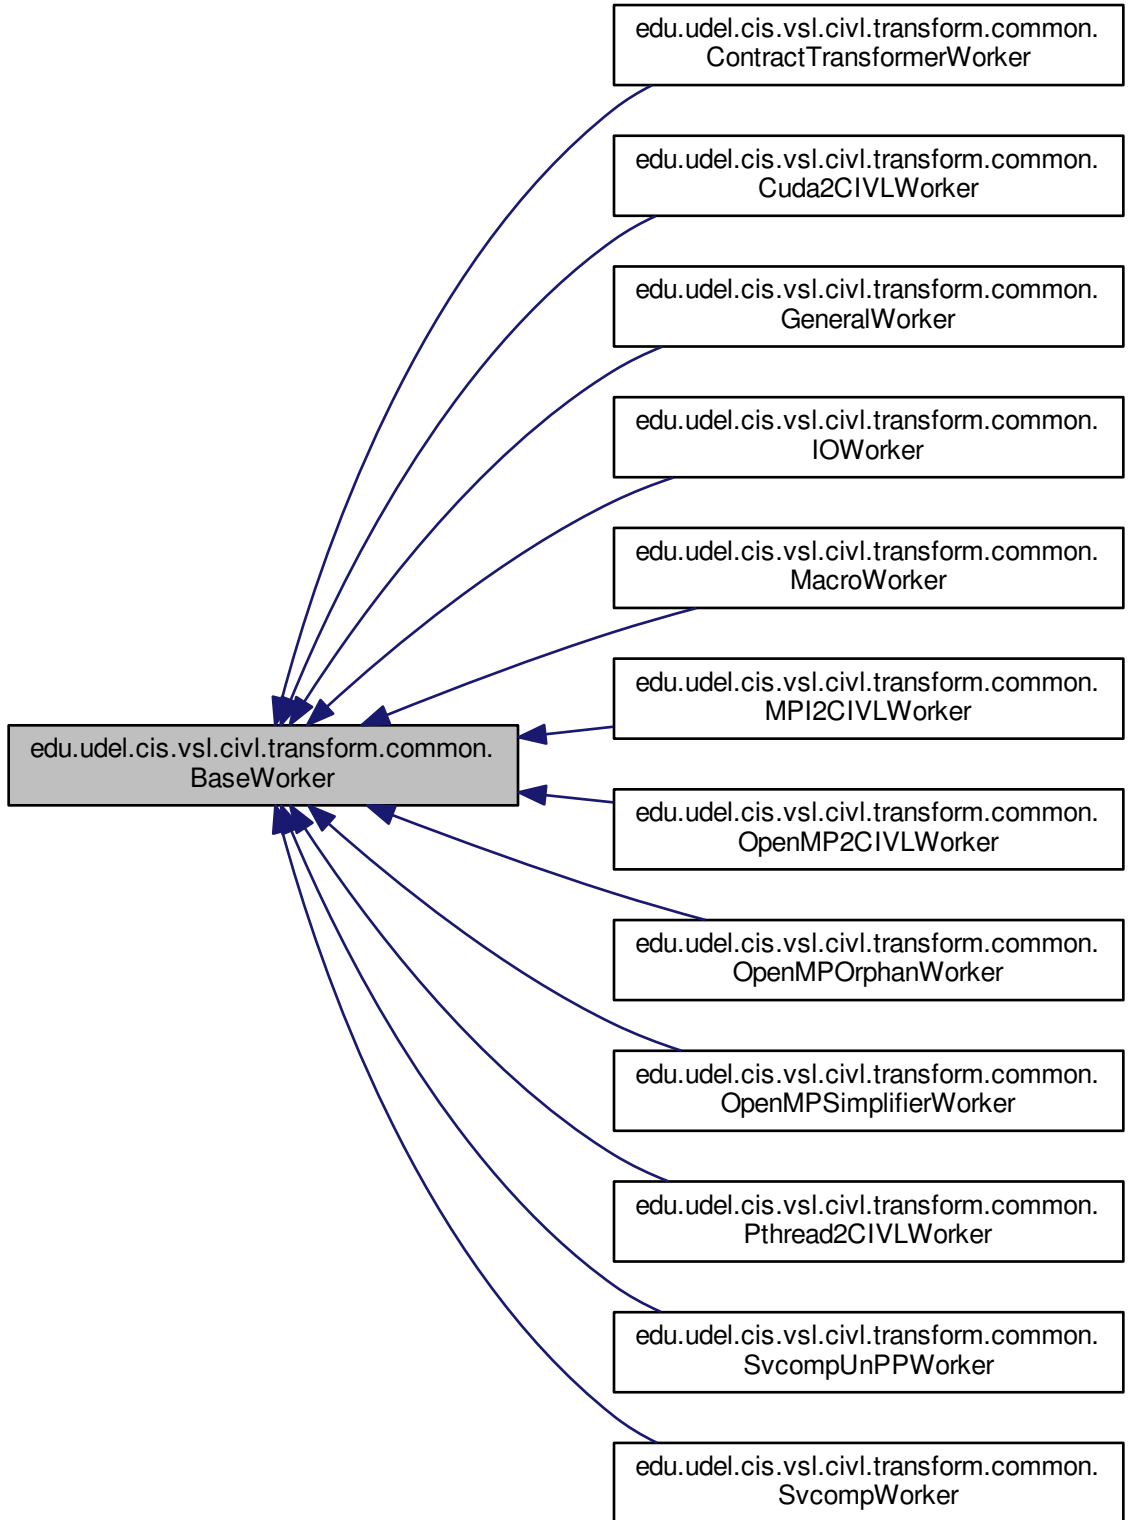 edu.udel.cis.vsl.civl.transform.common.
ContractTransformerWorker
edu.udel.cis.vsl.civl.transform.common.
Cuda2CIVLWorker
edu.udel.cis.vsl.civl.transform.common.
GeneralWorker
edu.udel.cis.vsl.civl.transform.common.
IOWorker
edu.udel.cis.vsl.civl.transform.common.
MacroWorker
edu.udel.cis.vsl.civl.transform.common.
MPI2CIVLWorker
edu.udel.cis.vsl.civl.transform.common.
BaseWorker
edu.udel.cis.vsl.civl.transform.common.
OpenMP2CIVLWorker
edu.udel.cis.vsl.civl.transform.common.
OpenMPOrphanWorker
edu.udel.cis.vsl.civl.transform.common.
OpenMPSimplifierWorker
edu.udel.cis.vsl.civl.transform.common.
Pthread2CIVLWorker
edu.udel.cis.vsl.civl.transform.common.
SvcompUnPPWorker
edu.udel.cis.vsl.civl.transform.common.
SvcompWorker